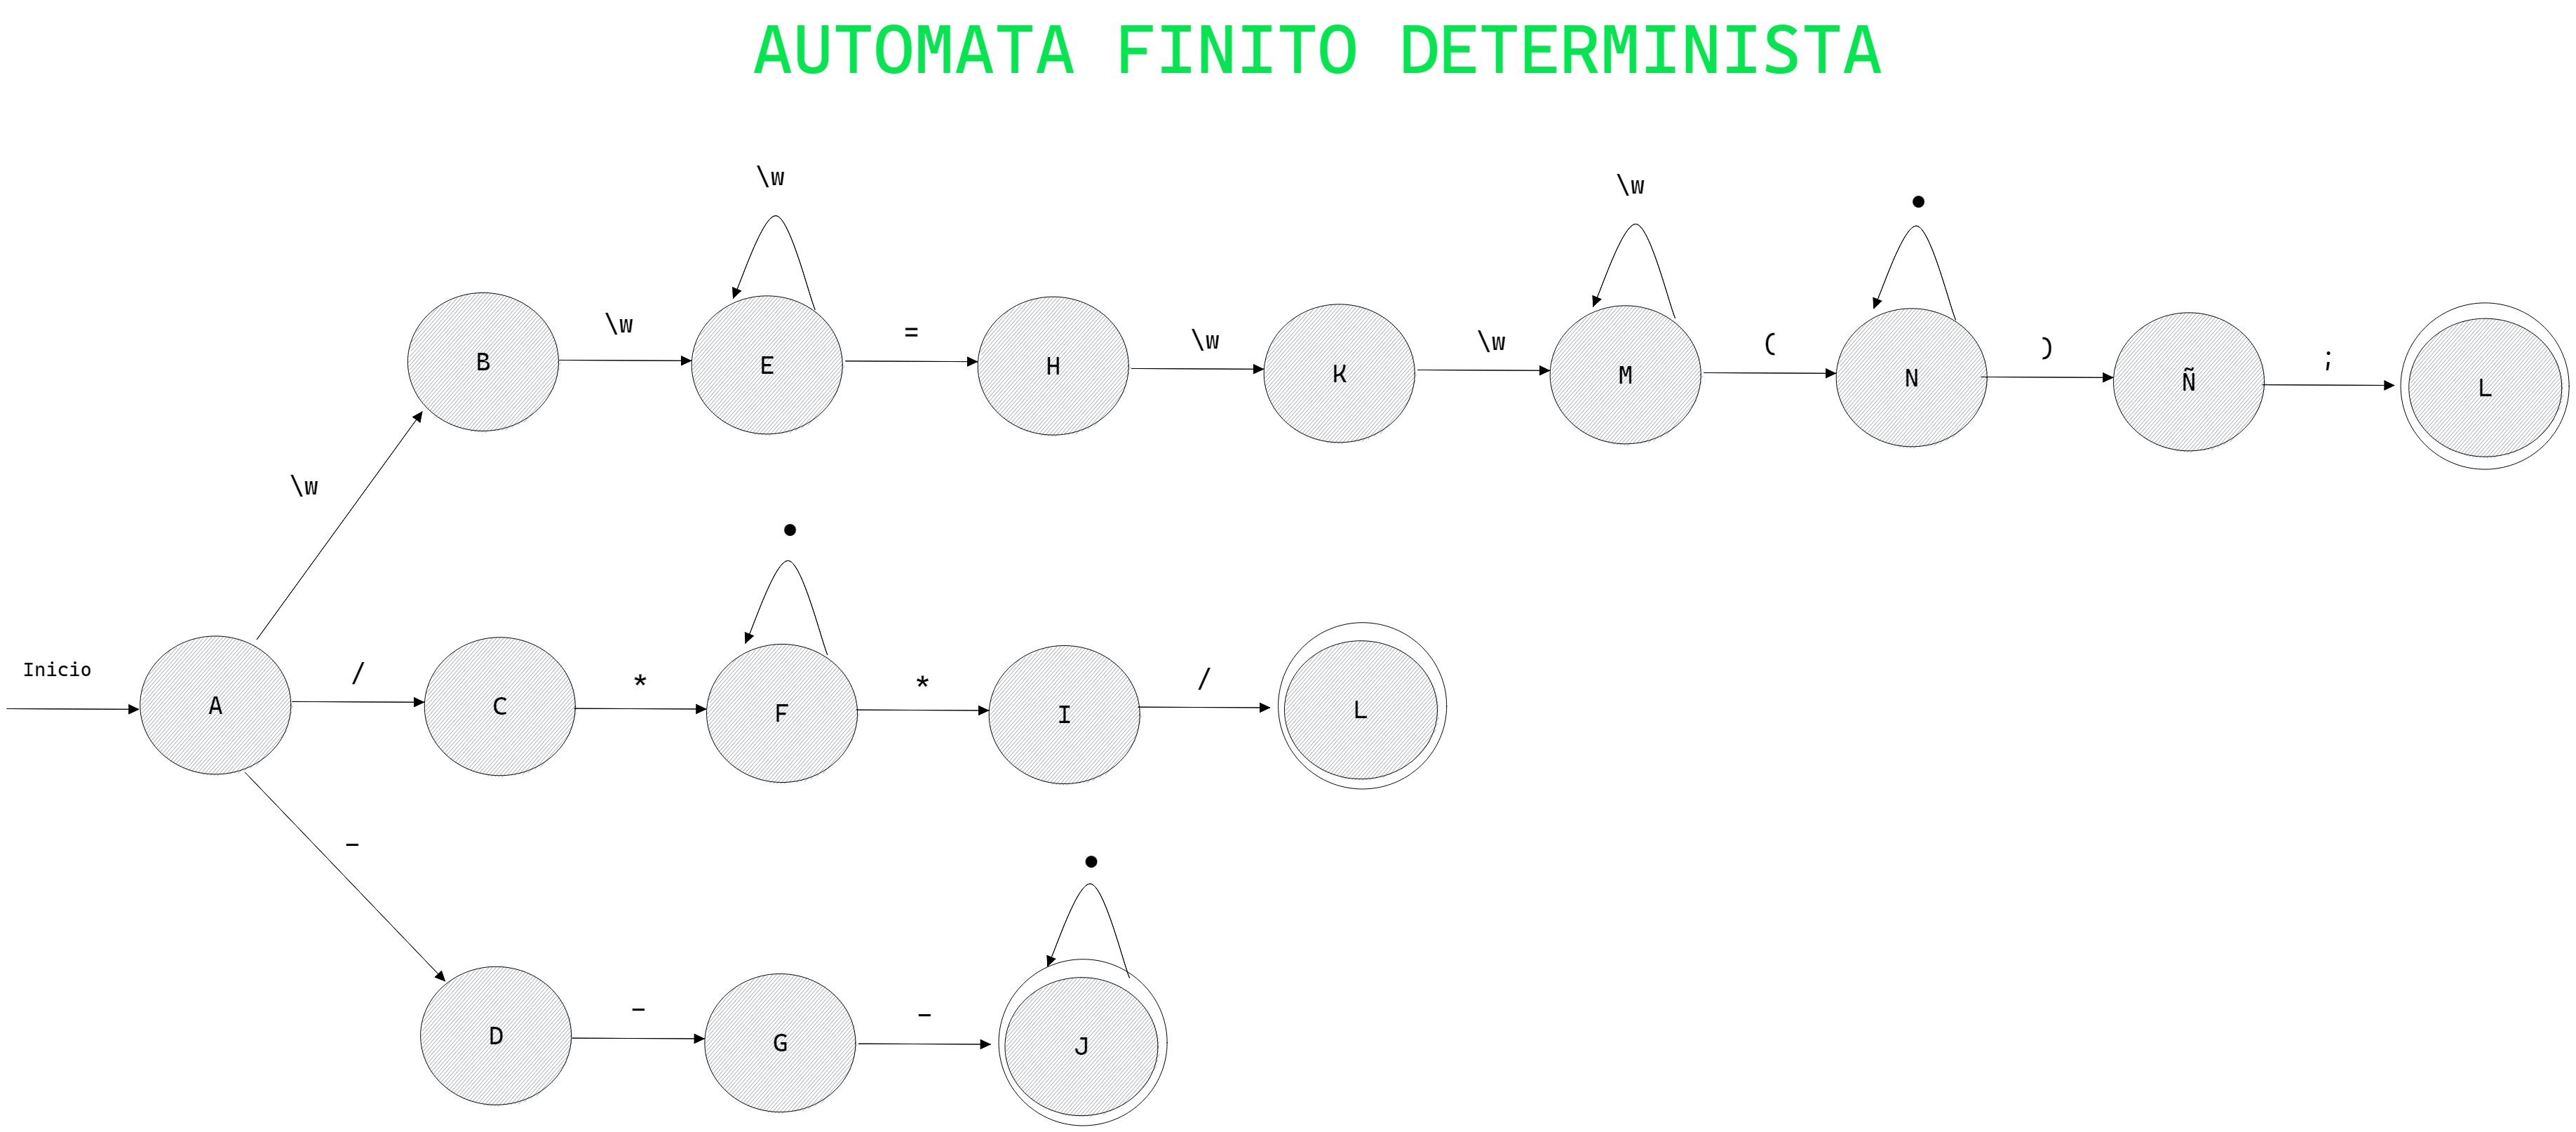 AUTOMATA FINITO DETERMINISTA
\w
\w
•
\w
=
\w
\w
(
)
;
B
E
H
K
M
N
Ñ
L
\w
•
Inicio
/
*
*
/
A
C
F
I
L
–
•
–
–
D
G
J